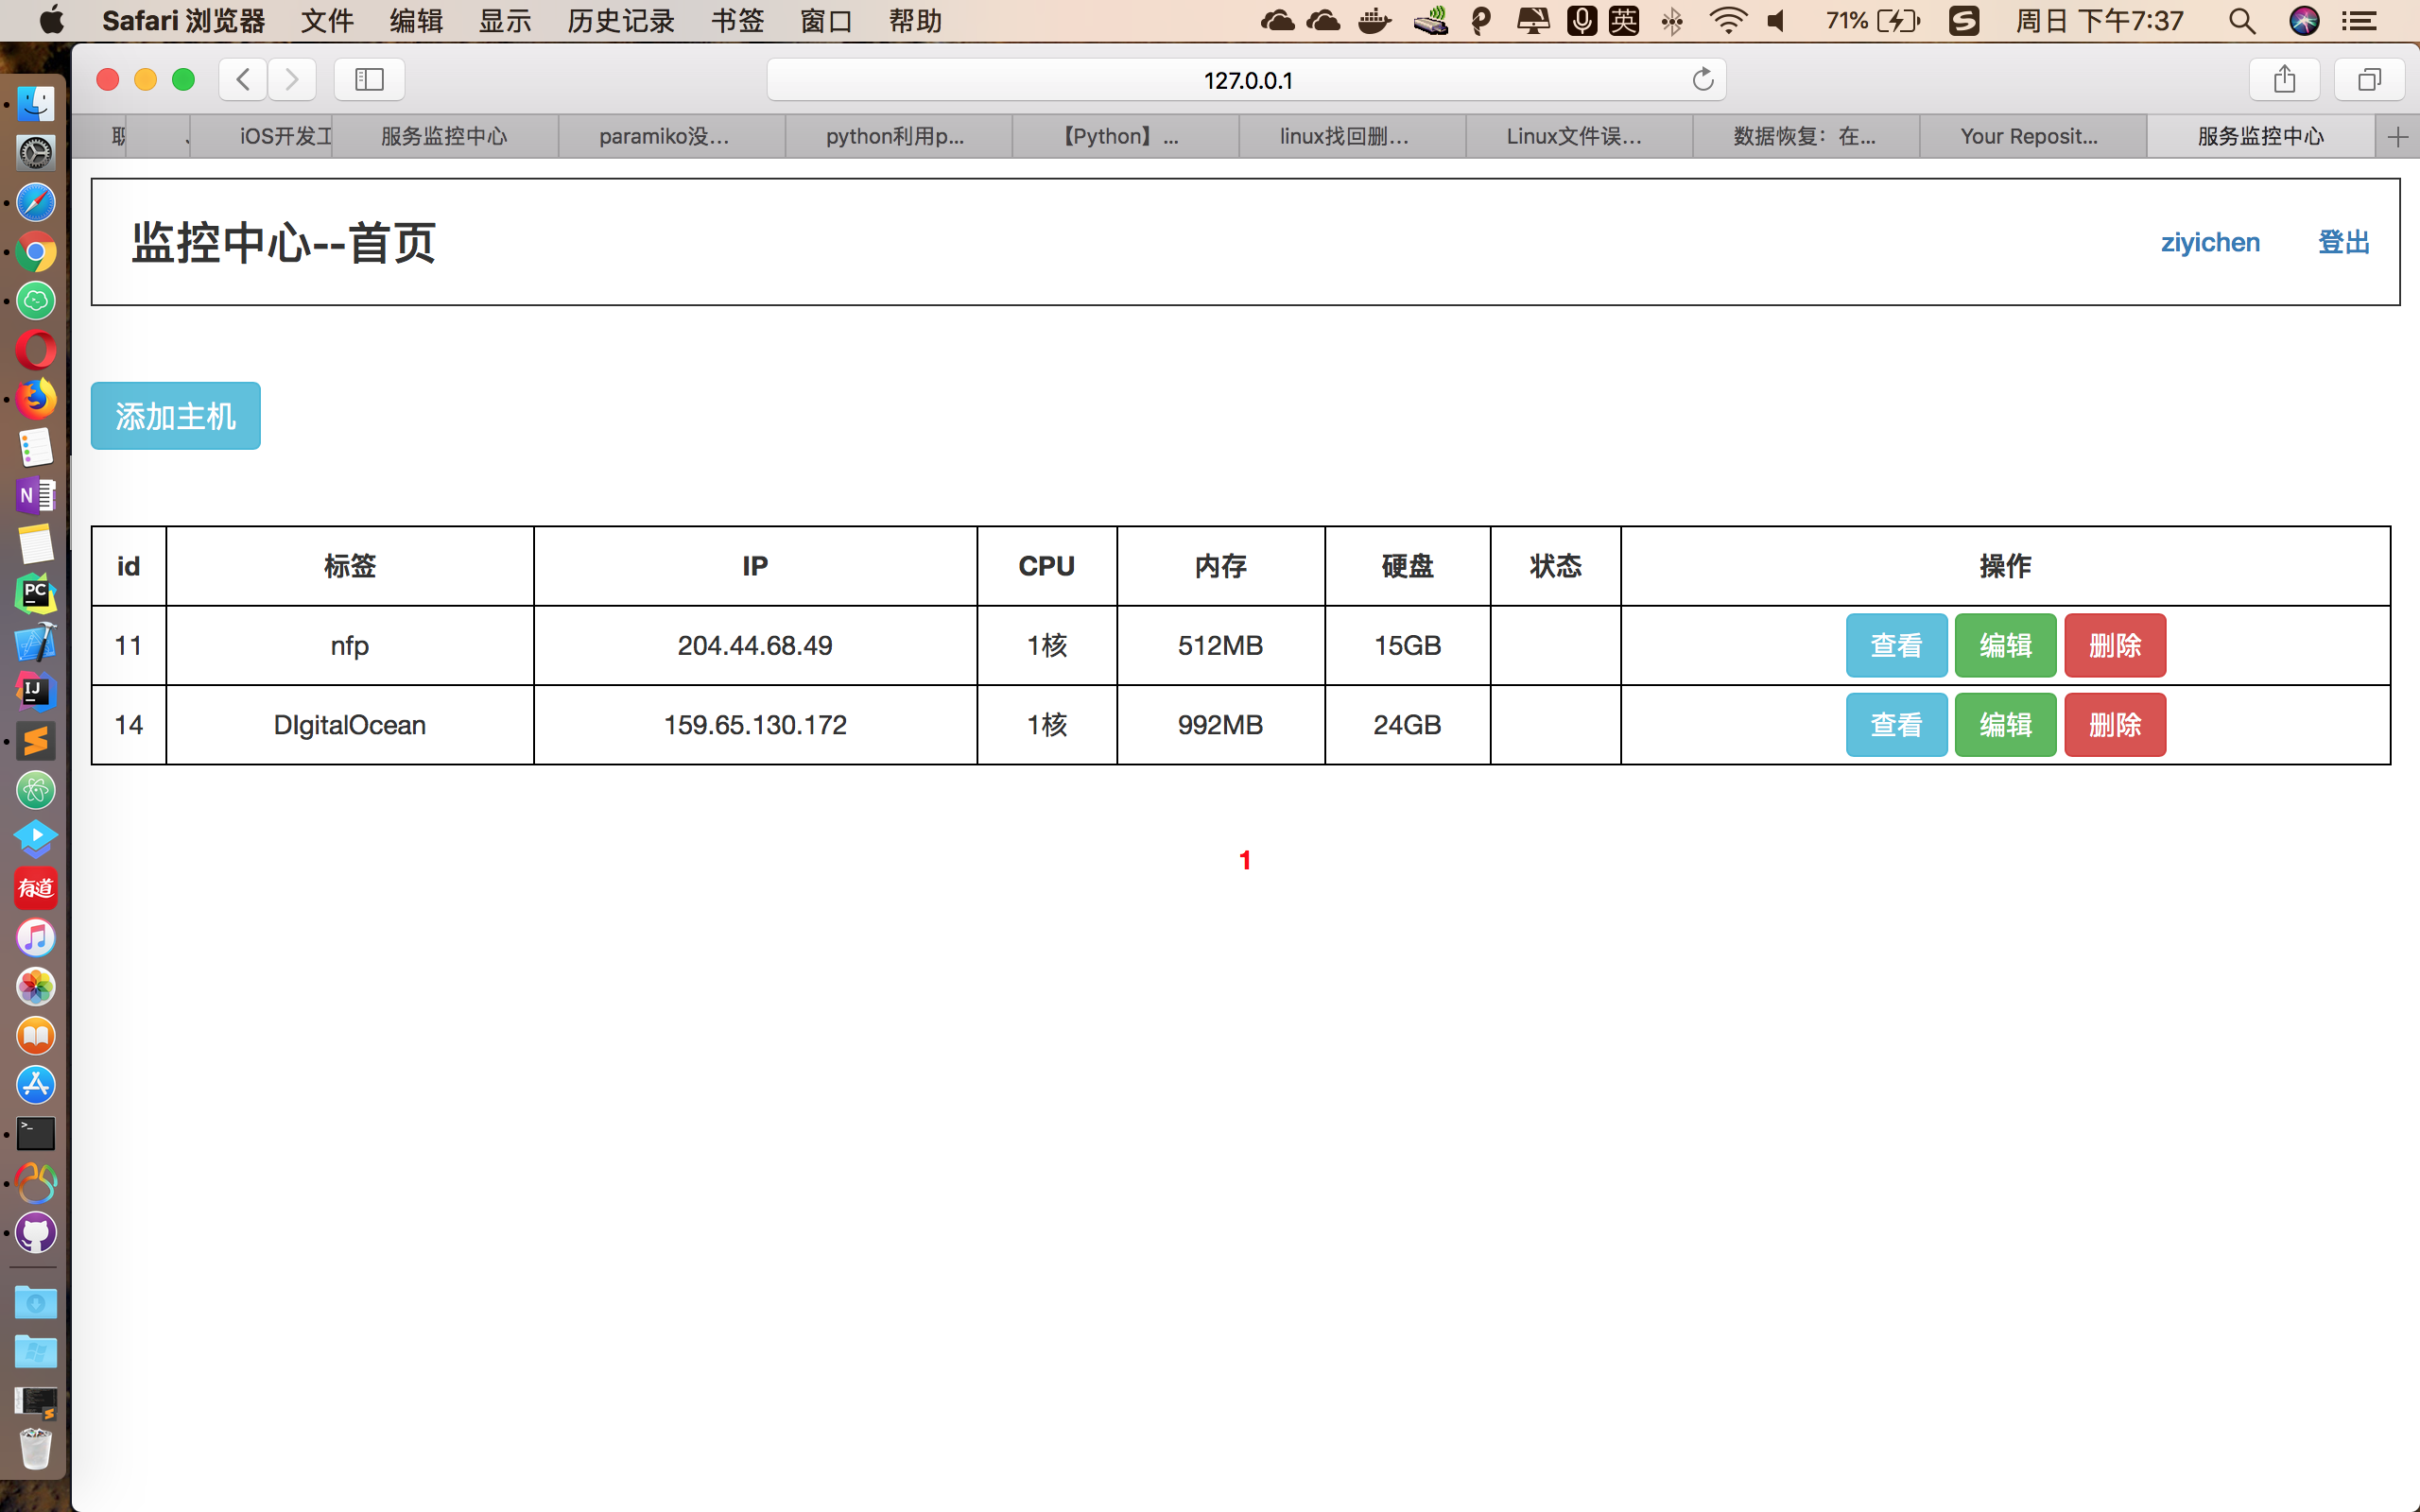 Safari 浏览器 文件 编辑 显示 历史记录 书签 窗口 帮助 英 71% 周日 下午7:37
127.0.0.1
iOS开发工 服务监控中心 paramiko没... python利用p... 【Python】... linux找回删... Linux文件误... 数据恢复：在... Your Reposit... 服务监控中心
监控中心--首页 ziyichen 登出
添加主机
id 标签 IP CPU 内存 硬盘 状态 操作
11 nfp 204.44.68.49 1核 512MB 15GB 查看 编辑 删除
14 DIgitalOcean 159.65.130.172 1核 992MB 24GB 查看 编辑 删除
1
N
PC
IJ
有道